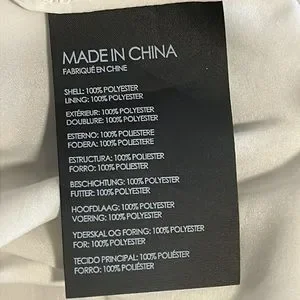 MADE IN CHINA
FABRIQUÉ EN CHINE
SHELL: 100% POLYESTER
LINING: 100% POLYESTER
EXTÉRIEUR: 100% POLYESTER
DOUBLURE: 100% POLYESTER
ESTERNO: 100% POLIESTERE
FODERA: 100% POLIESTERE
ESTRUCTURA: 100% POLIÉSTER
FORRO: 100% POLIÉSTER
BESCHICHTUNG: 100% POLYESTER
FUTTER: 100% POLYESTER
HOOFDLAAG: 100% POLYESTER
VOERING: 100% POLYESTER
YDERSKAL OG FORING: 100% POLYESTER
FOR: 100% POLYESTER
TECIDO PRINCIPAL: 100% POLIÉSTER
FORRO: 100% POLIÉSTER